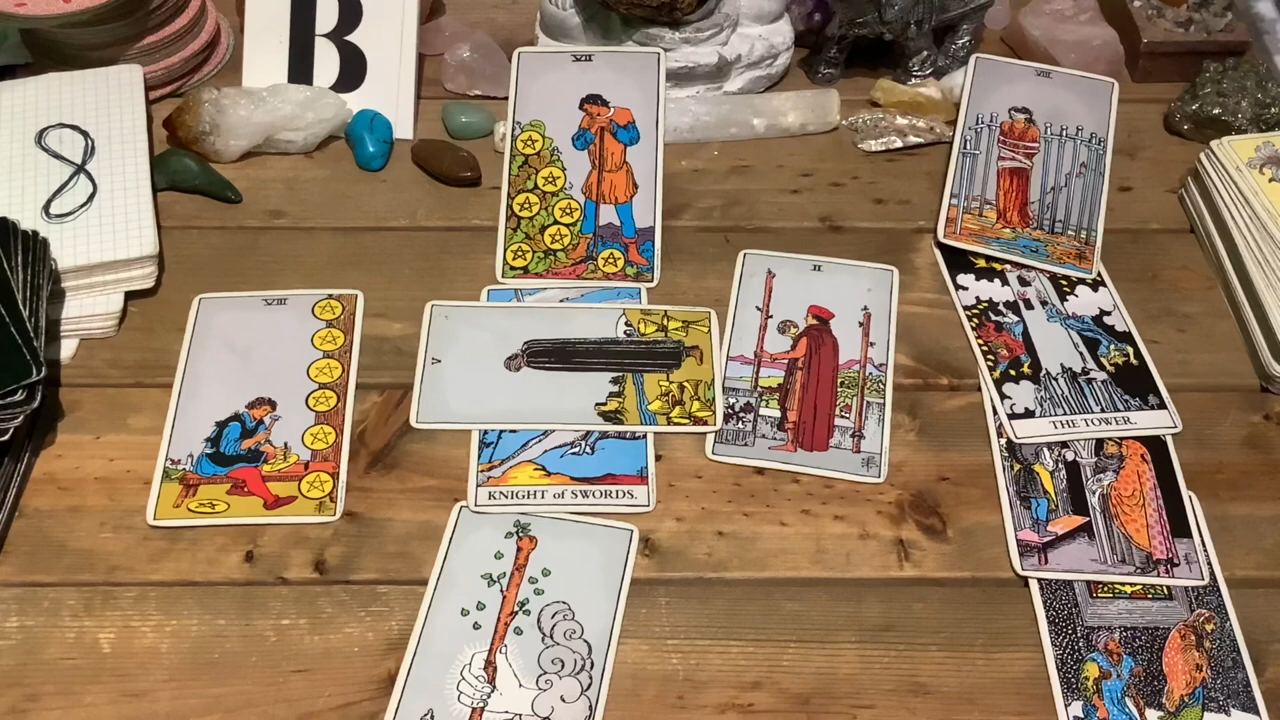 B
8
VII
VIII
VIII
II
V
THE TOWER.
KNIGHT of SWORDS.